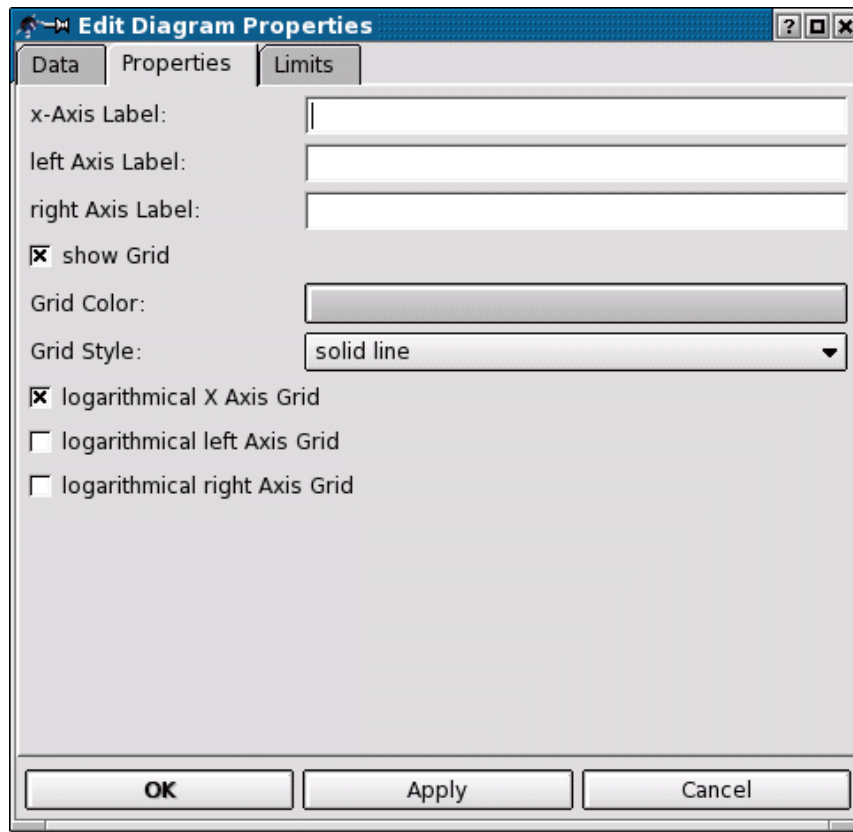 Edit Diagram Properties
Data Properties Limits
x-Axis Label:
left Axis Label:
right Axis Label:
show Grid
Grid Color:
Grid Style: solid line
logarithmical X Axis Grid
logarithmical left Axis Grid
logarithmical right Axis Grid
OK Apply Cancel